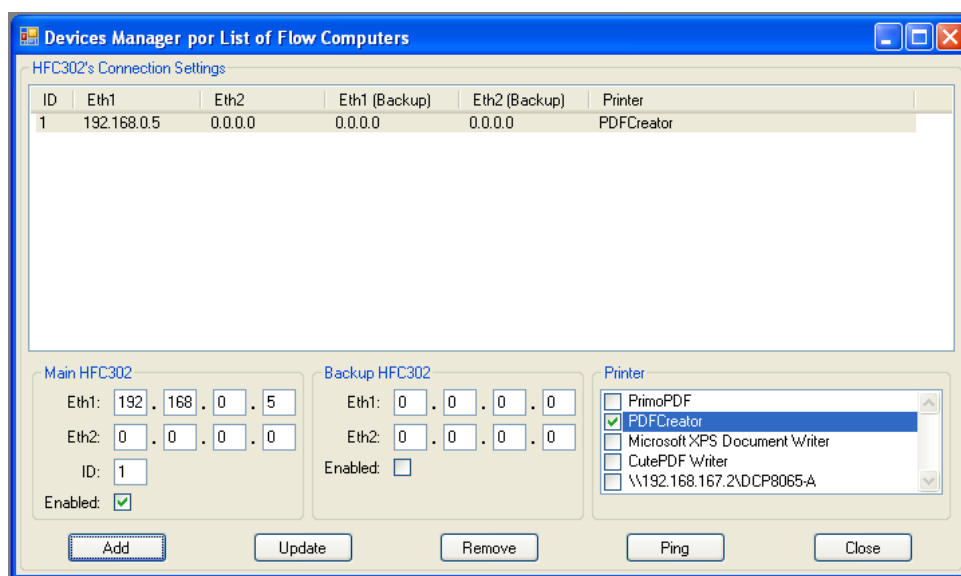 Devices Manager por List of Flow Computers
HFC302's Connection Settings
ID Eth1 Eth2 Eth1 (Backup) Eth2 (Backup) Printer
1 192.168.0.5 0.0.0.0 0.0.0.0 0.0.0.0 PDFCreator
Main HFC302
Eth1: 192 . 168 . 0 . 5
Eth2: 0 . 0 . 0 . 0
ID: 1
Enabled:
Backup HFC302
Eth1: 0 . 0 . 0 . 0
Eth2: 0 . 0 . 0 . 0
Enabled:
Printer
PrimoPDF
PDFCreator
Microsoft XPS Document Writer
CutePDF Writer
\\192.168.167.2\DCP8065-A
Add Update Remove Ping Close